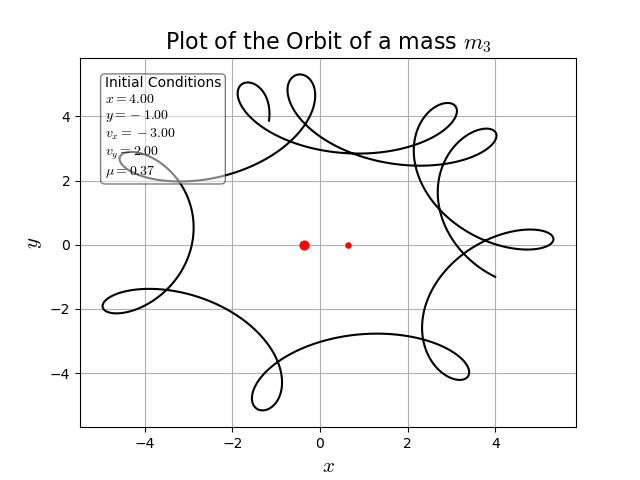 Plot of the Orbit of a mass m₃
Initial Conditions
x = 4.00
y = −1.00
vₓ = −3.00
v_y = 2.00
μ = 0.37
y
4
2
0
−2
−4
−4 −2 0 2 4
x